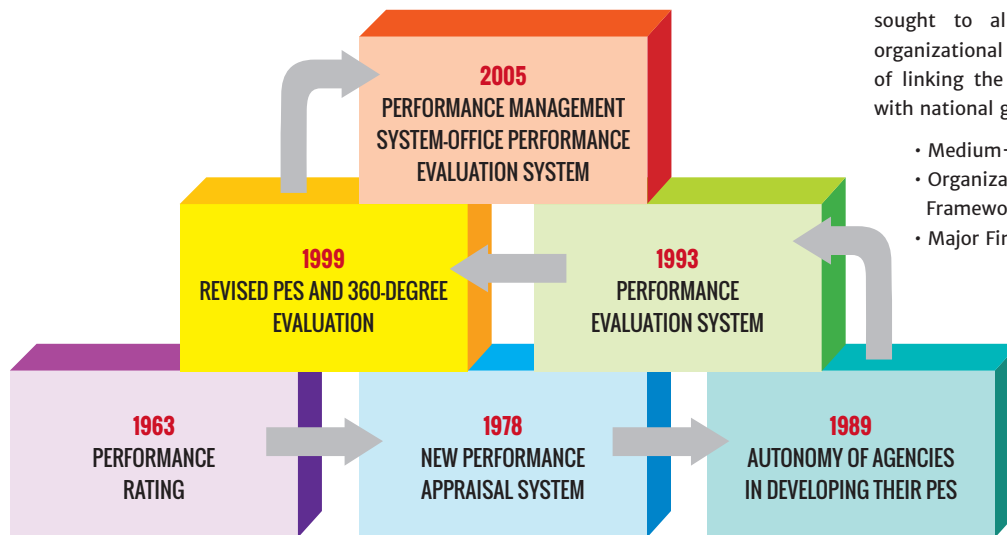 2005
PERFORMANCE MANAGEMENT
SYSTEM-OFFICE PERFORMANCE
EVALUATION SYSTEM
1999
REVISED PES AND 360-DEGREE
EVALUATION
1993
PERFORMANCE
EVALUATION SYSTEM
1963
PERFORMANCE
RATING
1978
NEW PERFORMANCE
APPRAISAL SYSTEM
1989
AUTONOMY OF AGENCIES
IN DEVELOPING THEIR PES
sought to al
organizational
of linking the
with national g
• Medium-
• Organiza
Framewo
• Major Fin